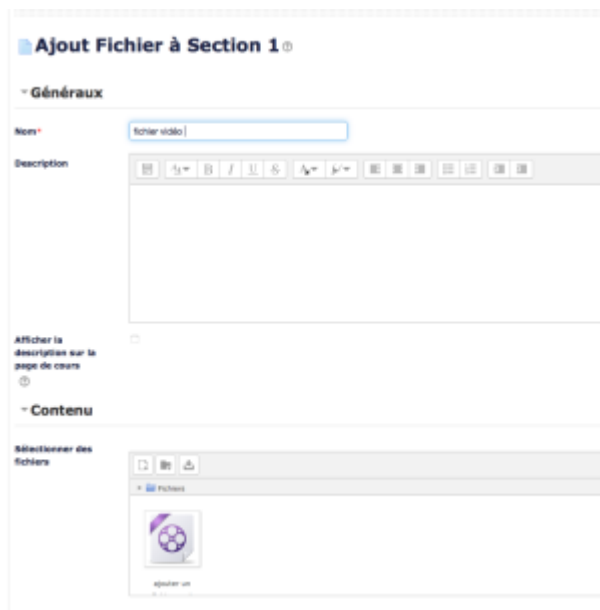 Ajout Fichier à Section 1
Généraux
Nom*
fichier vidéo
Description
B I U S
Afficher la
description sur la
page de cours
Contenu
Sélectionner des
fichiers
Fichiers
ajouter un